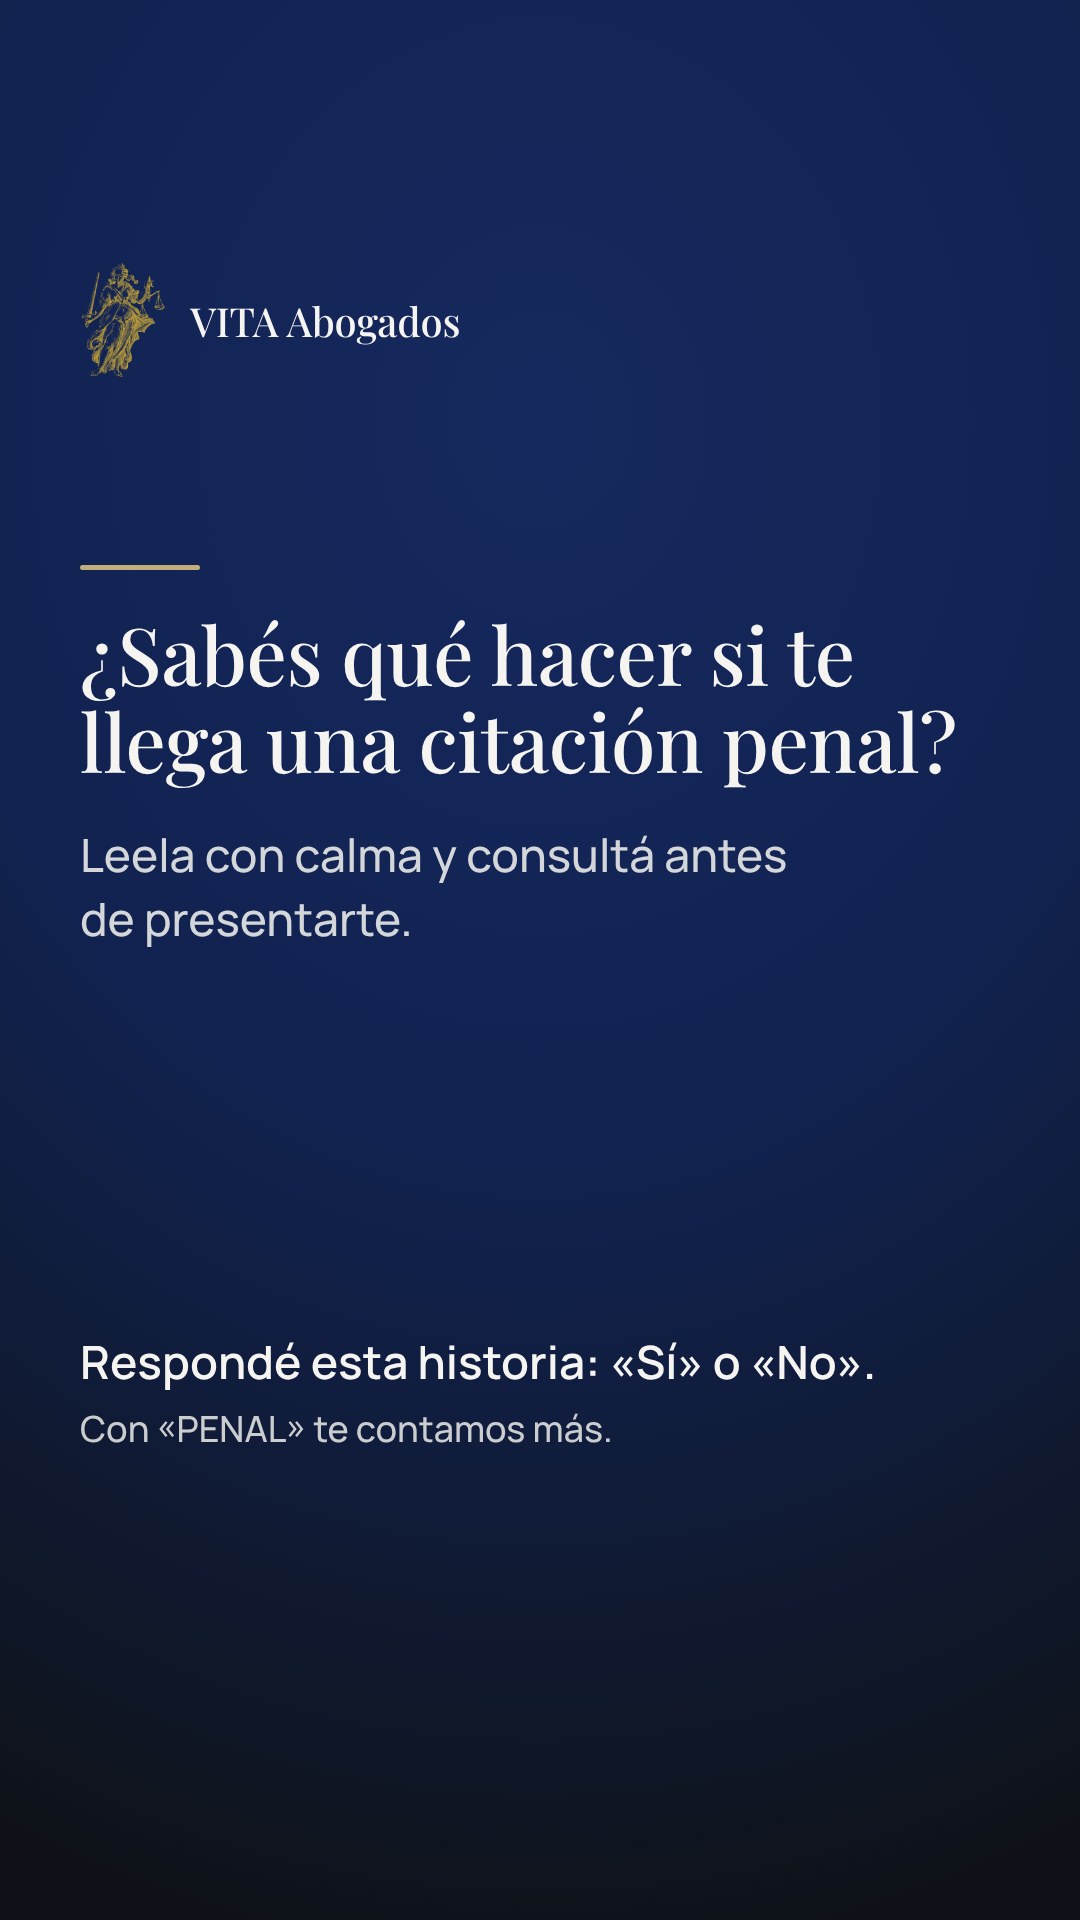 VITA Abogados
¿Sabés qué hacer si te
llega una citación penal?
Leela con calma y consultá antes
de presentarte.
Respondé esta historia: «Sí» o «No».
Con «PENAL» te contamos más.